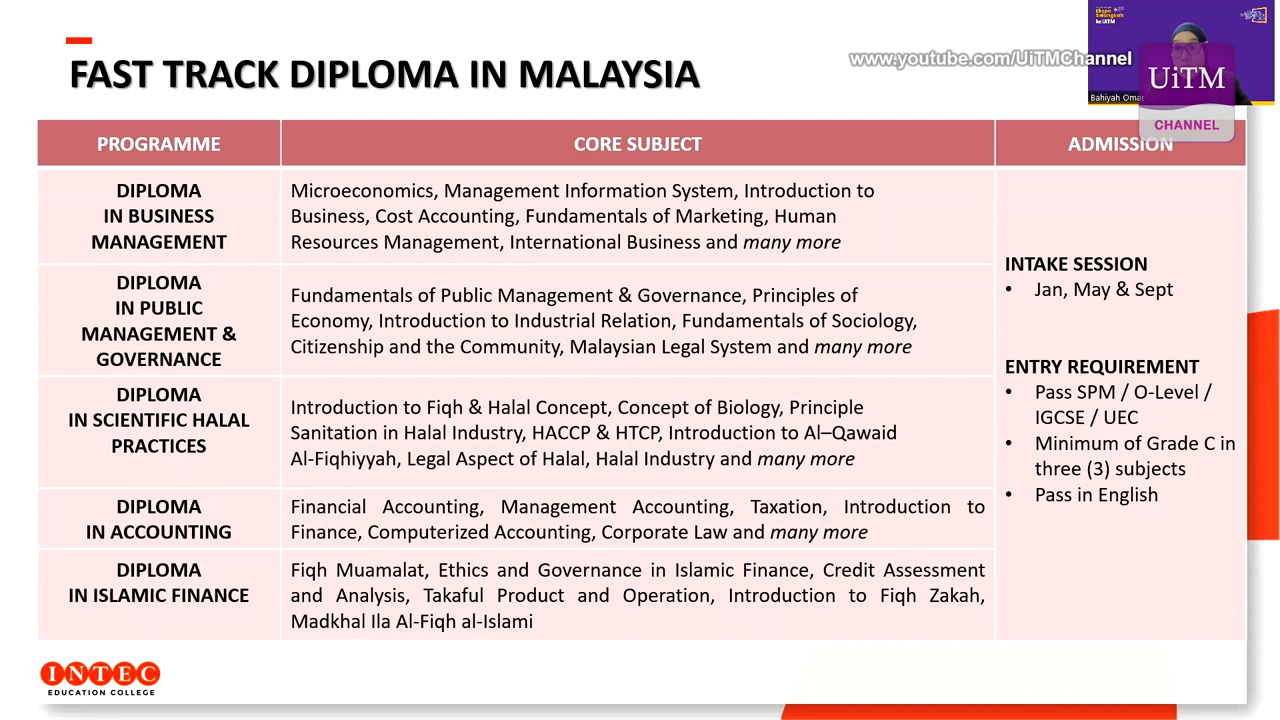 FAST TRACK DIPLOMA IN MALAYSIA
www.youtube.com/UiTMChannel
Bahiyah Omar
UiTM
CHANNEL
PROGRAMME
CORE SUBJECT
ADMISSION
DIPLOMA
IN BUSINESS
MANAGEMENT
Microeconomics, Management Information System, Introduction to
Business, Cost Accounting, Fundamentals of Marketing, Human
Resources Management, International Business and many more
DIPLOMA
IN PUBLIC
MANAGEMENT &
GOVERNANCE
Fundamentals of Public Management & Governance, Principles of
Economy, Introduction to Industrial Relation, Fundamentals of Sociology,
Citizenship and the Community, Malaysian Legal System and many more
DIPLOMA
IN SCIENTIFIC HALAL
PRACTICES
Introduction to Fiqh & Halal Concept, Concept of Biology, Principle
Sanitation in Halal Industry, HACCP & HTCP, Introduction to Al–Qawaid
Al-Fiqhiyyah, Legal Aspect of Halal, Halal Industry and many more
DIPLOMA
IN ACCOUNTING
Financial Accounting, Management Accounting, Taxation, Introduction to
Finance, Computerized Accounting, Corporate Law and many more
DIPLOMA
IN ISLAMIC FINANCE
Fiqh Muamalat, Ethics and Governance in Islamic Finance, Credit Assessment
and Analysis, Takaful Product and Operation, Introduction to Fiqh Zakah,
Madkhal Ila Al-Fiqh al-Islami
INTAKE SESSION
• Jan, May & Sept
ENTRY REQUIREMENT
• Pass SPM / O-Level /
IGCSE / UEC
• Minimum of Grade C in
three (3) subjects
• Pass in English
INTEC
EDUCATION COLLEGE